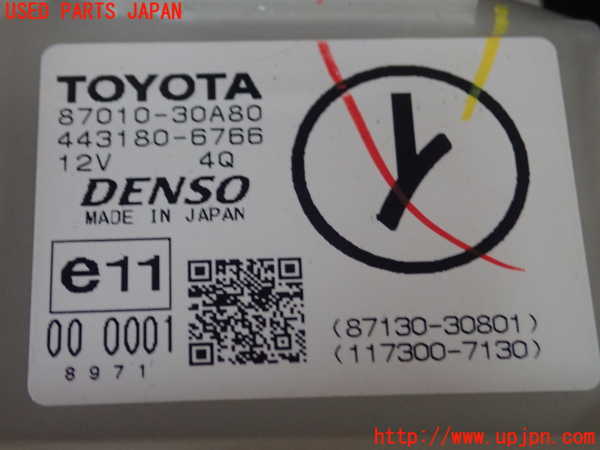 USED PARTS JAPAN
TOYOTA
87010-30A80
443180-6766
12V 4Q
DENSO
MADE IN JAPAN
e11
00 0001
8971
Y
(87130-30801)
(117300-7130)
http://www.upjpn.com/